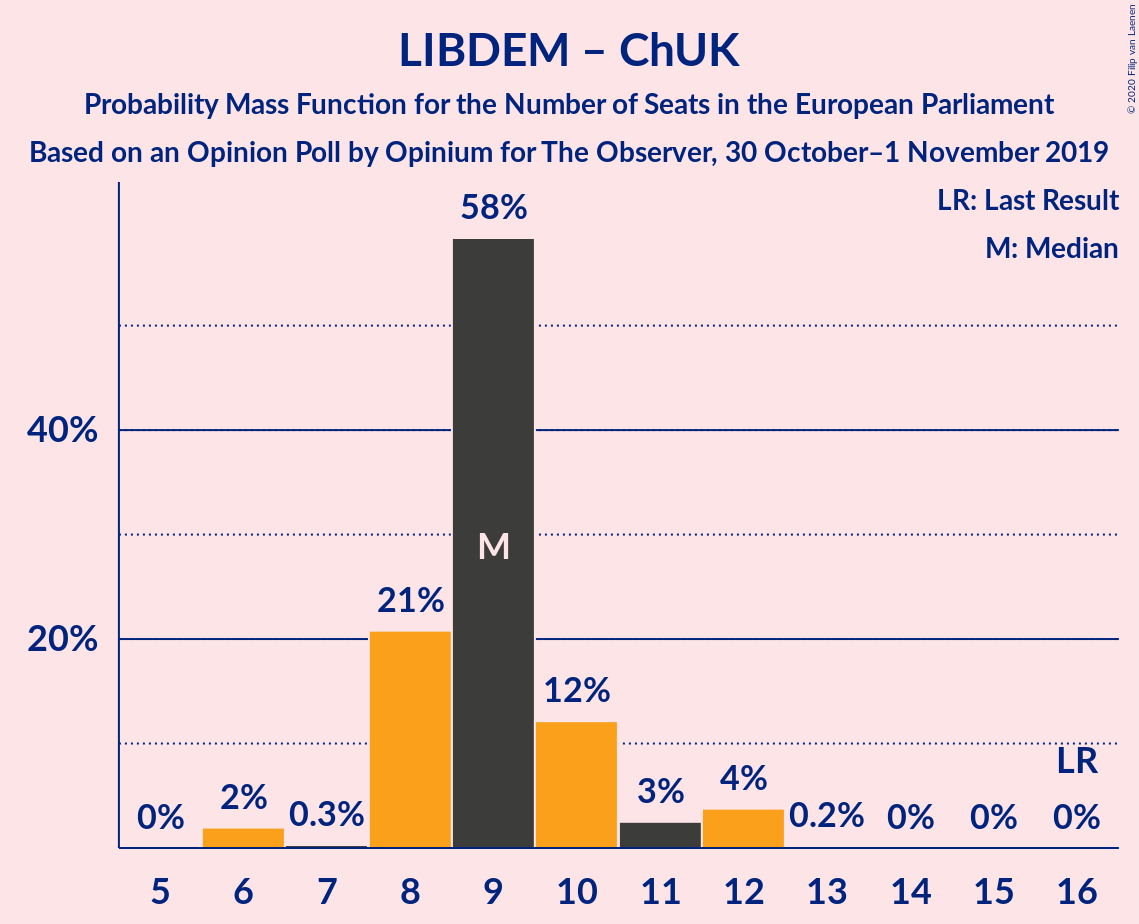 LIBDEM – ChUK
Probability Mass Function for the Number of Seats in the European Parliament
Based on an Opinion Poll by Opinium for The Observer, 30 October–1 November 2019
© 2020 Filip van Laenen
LR: Last Result
M: Median
58%
40%
M
21%
20%
12%
LR
4%
3%
2%
0%
0.3%
0.2%
0%
0%
0%
5 6 7 8 9 10 11 12 13 14 15 16